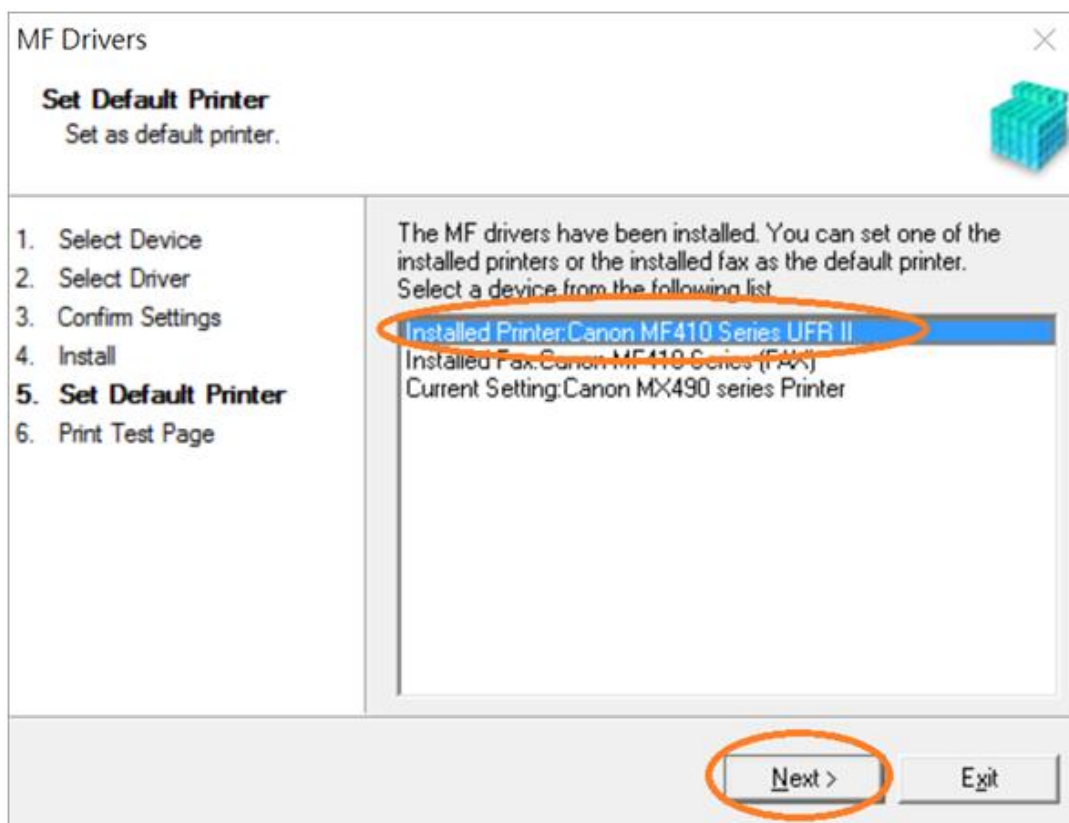 MF Drivers
Set Default Printer
Set as default printer.
1. Select Device
2. Select Driver
3. Confirm Settings
4. Install
5. Set Default Printer
6. Print Test Page
The MF drivers have been installed. You can set one of the
installed printers or the installed fax as the default printer.
Select a device from the following list.
Installed Printer:Canon MF410 Series UFR II
Installed Fax:Canon MF410 Series (FAX)
Current Setting:Canon MX490 series Printer
Next >
Exit